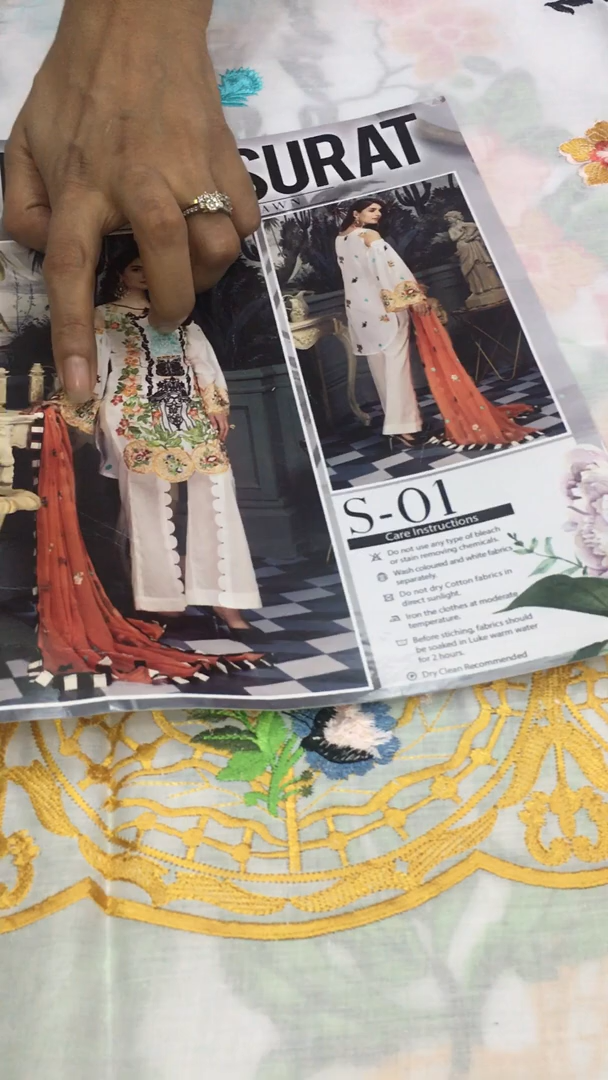 SURAT
AWN
S-01
Care Instructions
Do not use any type of bleach
or stain removing chemicals.
Wash coloured and white fabrics
separately.
Do not dry Cotton fabrics in
direct sunlight.
Iron the clothes at moderate
temperature.
Before stiching, fabrics should
be soaked in Luke warm water
for 2 hours.
Dry Clean Recommended